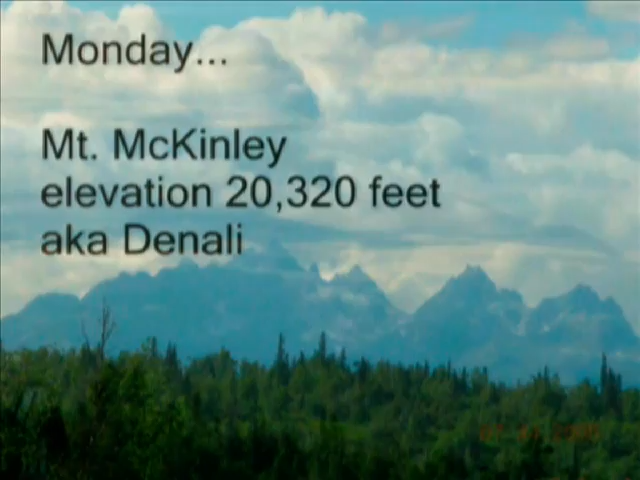 Monday...
Mt. McKinley
elevation 20,320 feet
aka Denali